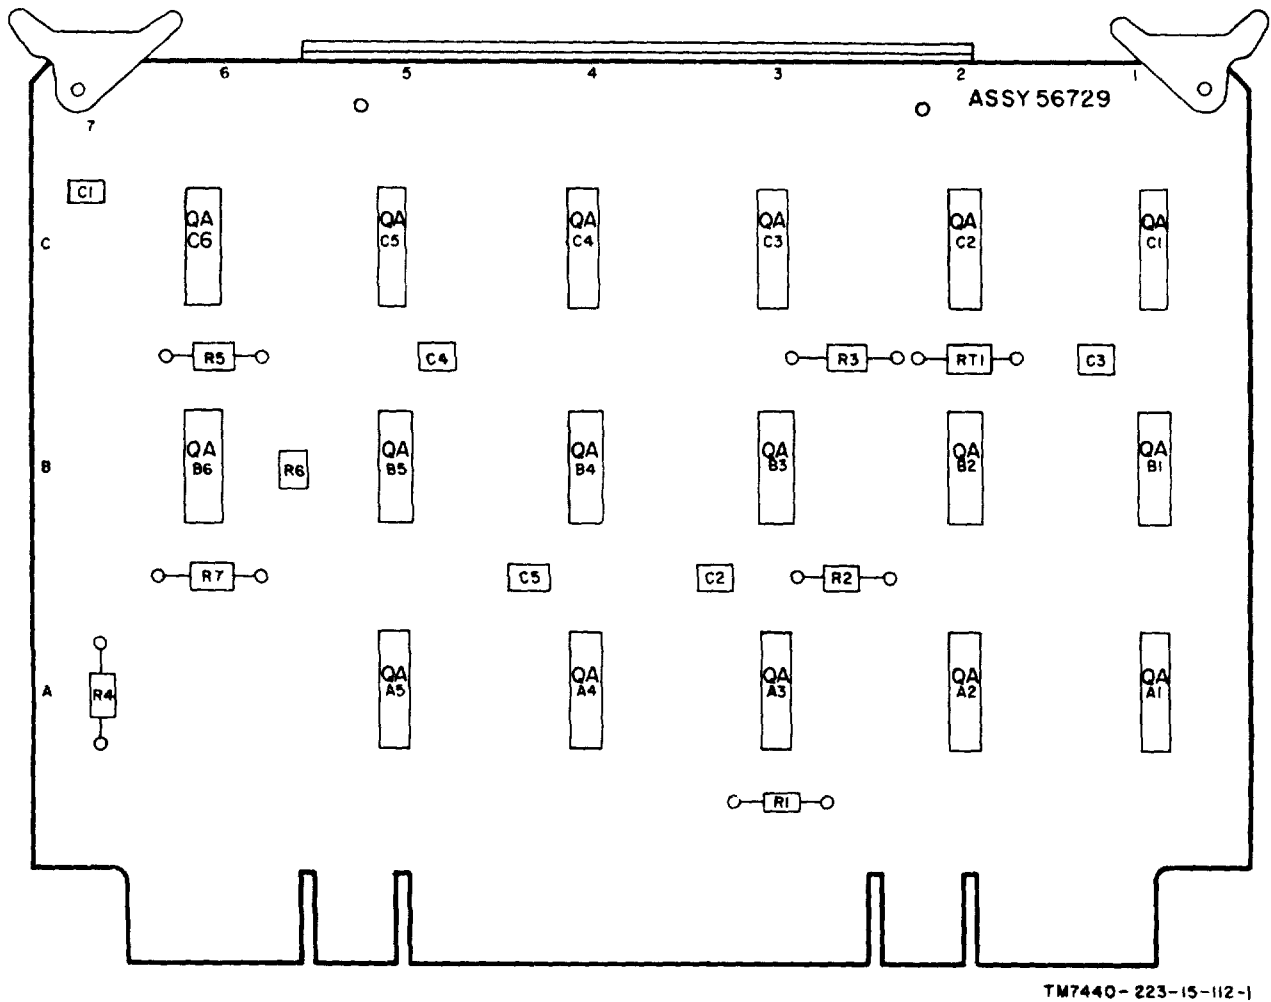 6 5 4 3 2 1
ASSY 56729
7
C1
C
QA C6
QA C5
QA C4
QA C3
QA C2
QA C1
R5
C4
R3
RT1
C3
B
QA B6
R6
QA B5
QA B4
QA B3
QA B2
QA B1
R7
C5
C2
R2
A
R4
QA A5
QA A4
QA A3
QA A2
QA A1
R1
TM7440-223-15-112-1